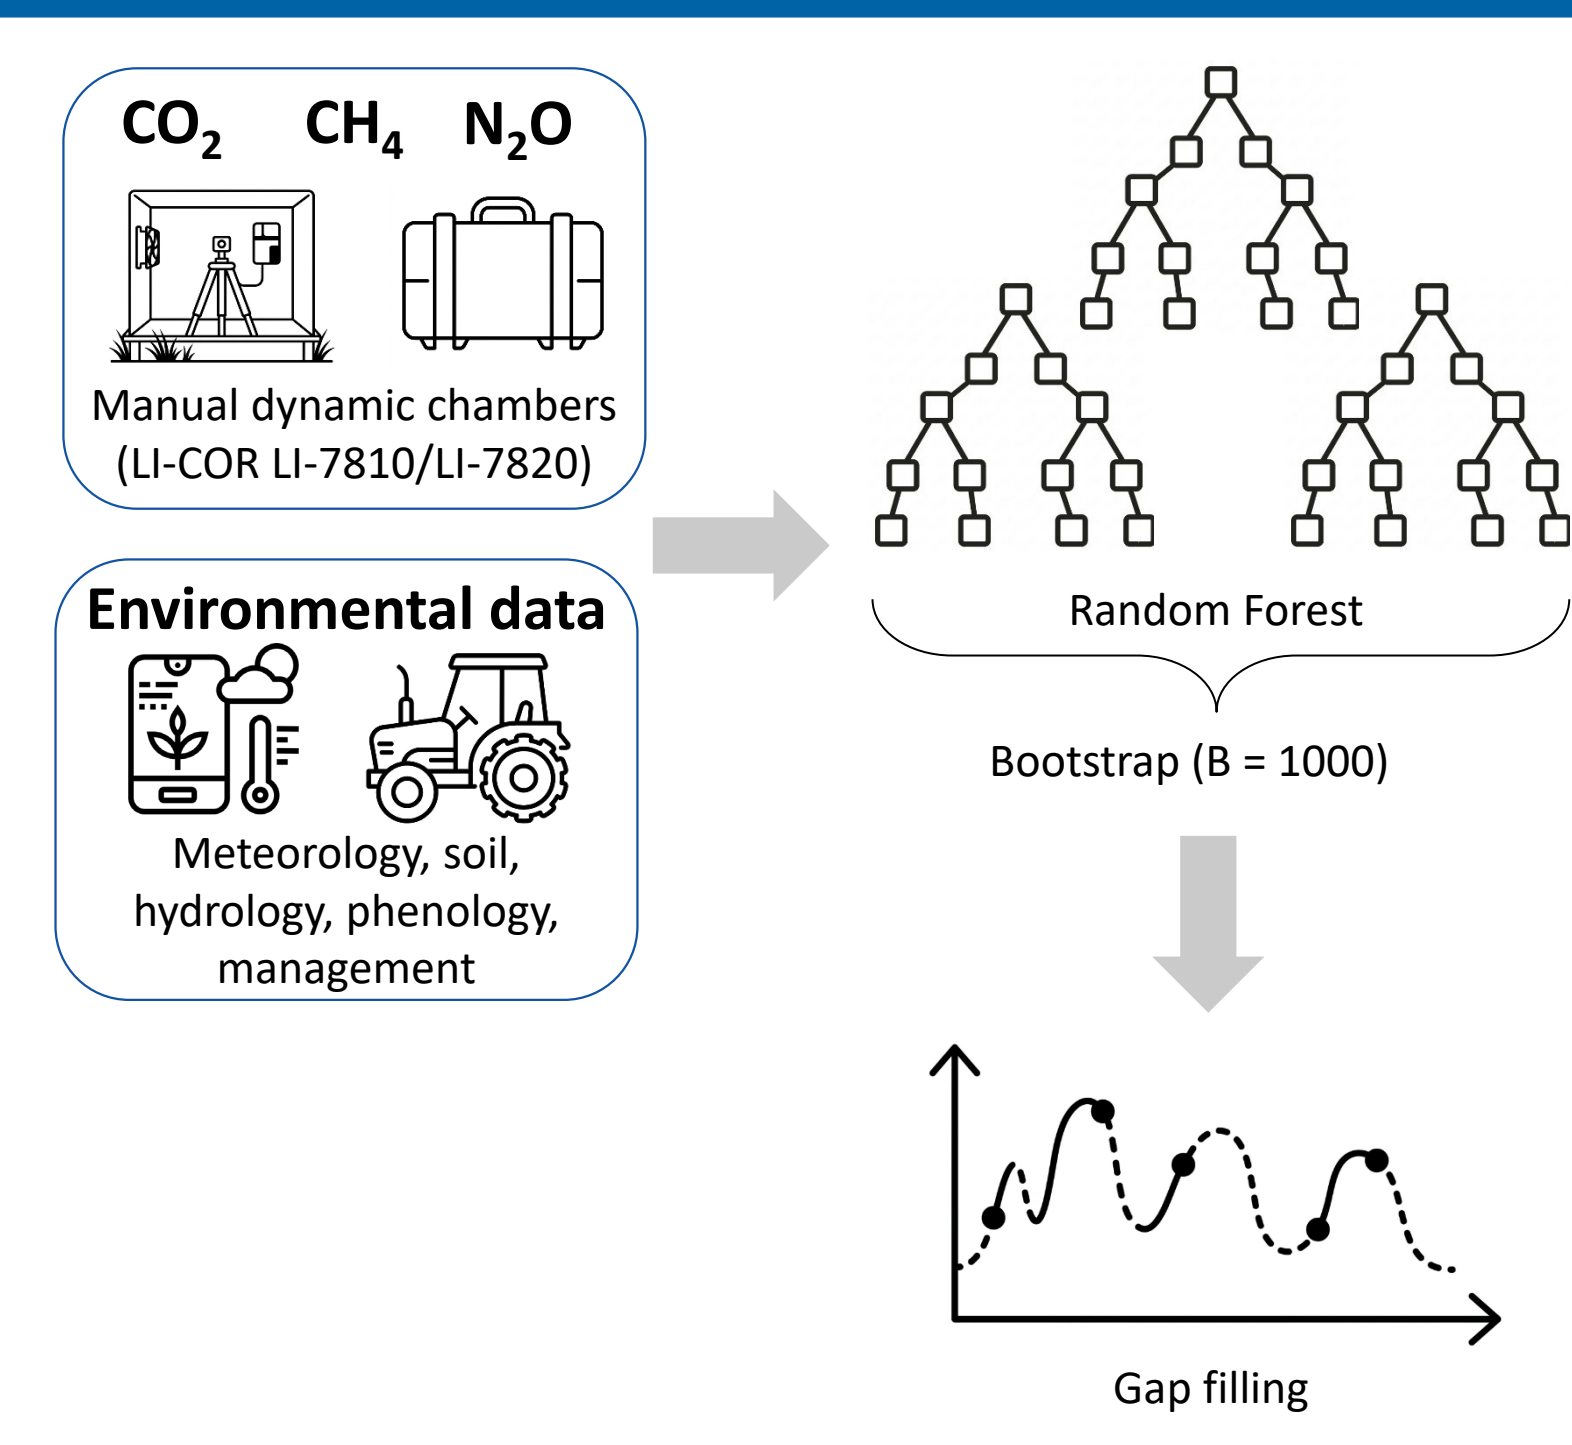 CO₂ CH₄ N₂O
Manual dynamic chambers
(LI-COR LI-7810/LI-7820)
Environmental data
Meteorology, soil,
hydrology, phenology,
management
Random Forest
Bootstrap (B = 1000)
Gap filling